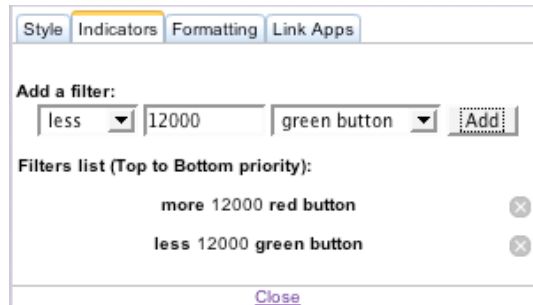 Style Indicators Formatting Link Apps
Add a filter:
less 12000 green button Add
Filters list (Top to Bottom priority):
more 12000 red button
less 12000 green button
Close